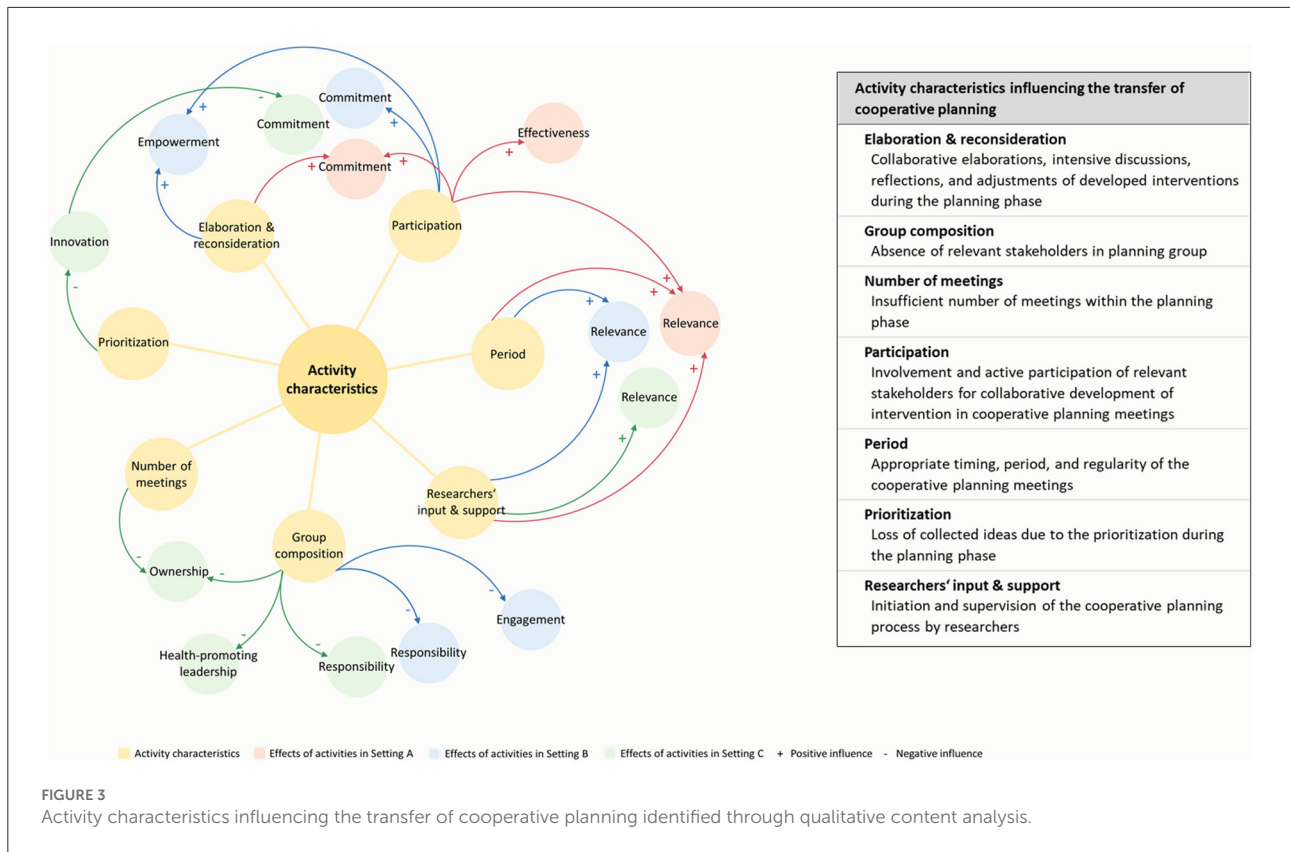 Commitment
Commitment
Empowerment
Effectiveness
Commitment
Elaboration &
reconsideration
Participation
Innovation
Prioritization
Period
Relevance
Relevance
Activity
characteristics
Relevance
Number of
meetings
Researchers‘
input & support
Group
composition
Ownership
Engagement
Health-promoting
leadership
Responsibility
Responsibility
+
+
+
+
+
+
+
+
+
+
+
+
+
-
-
-
-
-
-
-
-
Activity characteristics influencing the transfer of
cooperative planning
Elaboration & reconsideration
Collaborative elaborations, intensive discussions,
reflections, and adjustments of developed interventions
during the planning phase
Group composition
Absence of relevant stakeholders in planning group
Number of meetings
Insufficient number of meetings within the planning
phase
Participation
Involvement and active participation of relevant
stakeholders for collaborative development of
intervention in cooperative planning meetings
Period
Appropriate timing, period, and regularity of the
cooperative planning meetings
Prioritization
Loss of collected ideas due to the prioritization during
the planning phase
Researchers‘ input & support
Initiation and supervision of the cooperative planning
process by researchers
Activity characteristics Effects of activities in Setting A Effects of activities in Setting B Effects of activities in Setting C + Positive influence - Negative influence
FIGURE 3
Activity characteristics influencing the transfer of cooperative planning identified through qualitative content analysis.